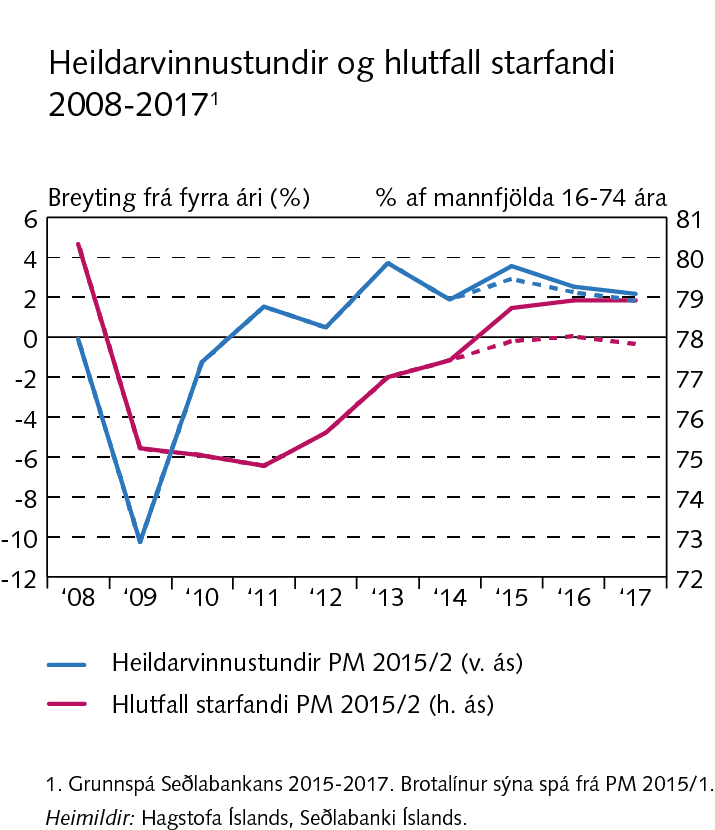 Heildarvinnustundir og hlutfall starfandi
2008-2017¹
Breyting frá fyrra ári (%) % af mannfjölda 16-74 ára
6 81
4 80
2 79
0 78
-2 77
-4 76
-6 75
-8 74
-10 73
-12 72
‘08 ‘09 ‘10 ‘11 ‘12 ‘13 ‘14 ‘15 ‘16 ‘17
Heildarvinnustundir PM 2015/2 (v. ás)
Hlutfall starfandi PM 2015/2 (h. ás)
1. Grunnspá Seðlabankans 2015-2017. Brotalínur sýna spá frá PM 2015/1.
Heimildir: Hagstofa Íslands, Seðlabanki Íslands.